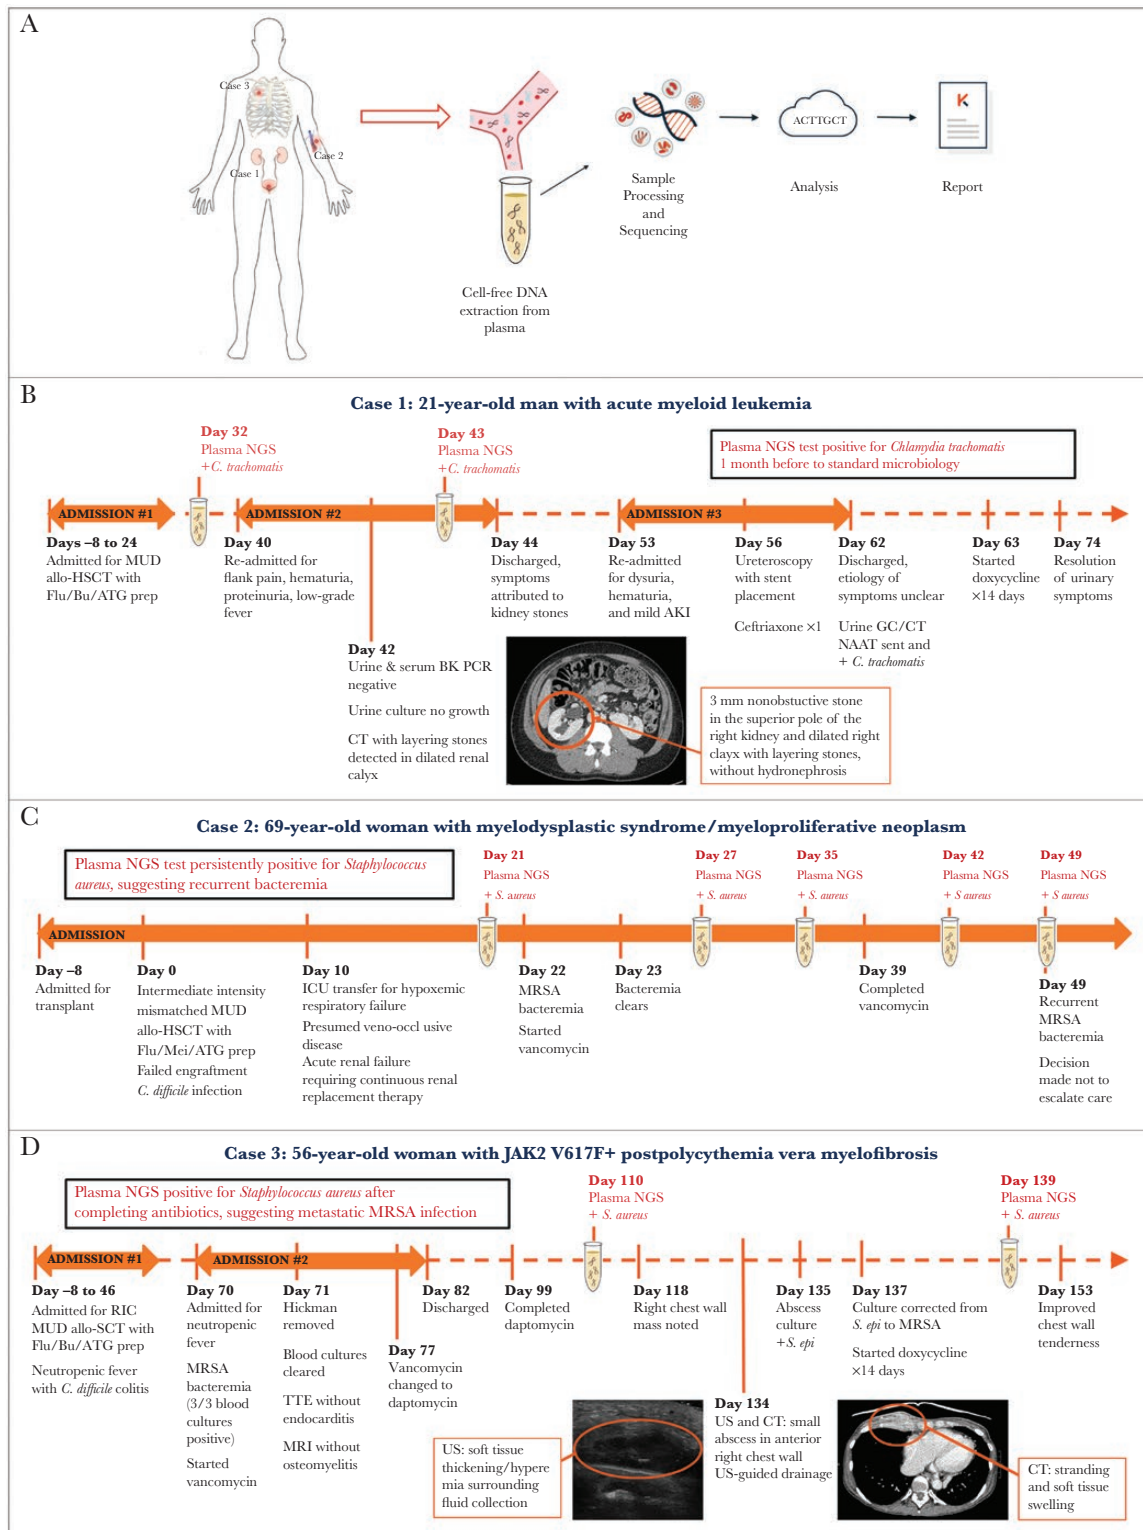 A
Case 3
Case 2
Case 1
ACTTGCT
K
Sample
Processing
and
Sequencing
Analysis
Report
Cell-free DNA
extraction from
plasma
B
Case 1: 21-year-old man with acute myeloid leukemia
Day 32
Plasma NGS
+C. trachomatis
Day 43
Plasma NGS
+C. trachomatis
Plasma NGS test positive for Chlamydia trachomatis
1 month before to standard microbiology
ADMISSION #1
ADMISSION #2
ADMISSION #3
Days –8 to 24
Admitted for MUD
allo-HSCT with
Flu/Bu/ATG prep
Day 40
Re-admitted for
flank pain, hematuria,
proteinuria, low-grade
fever
Day 42
Urine & serum BK PCR
negative
Urine culture no growth
CT with layering stones
detected in dilated renal
calyx
Day 44
Discharged,
symptoms
attributed to
kidney stones
Day 53
Re-admitted
for dysuria,
hematuria,
and mild AKI
Day 56
Ureteroscopy
with stent
placement
Ceftriaxone ×1
Day 62
Discharged,
etiology of
symptoms unclear
Urine GC/CT
NAAT sent and
+ C. trachomatis
Day 63
Started
doxycycline
×14 days
Day 74
Resolution
of urinary
symptoms
3 mm nonobstuctive stone
in the superior pole of the
right kidney and dilated right
clayx with layering stones,
without hydronephrosis
C
Case 2: 69-year-old woman with myelodysplastic syndrome/myeloproliferative neoplasm
Plasma NGS test persistently positive for Staphylococcus
aureus, suggesting recurrent bacteremia
Day 21
Plasma NGS
+ S. aureus
Day 27
Plasma NGS
+ S. aureus
Day 35
Plasma NGS
+ S. aureus
Day 42
Plasma NGS
+ S aureus
Day 49
Plasma NGS
+ S aureus
ADMISSION
Day –8
Admitted for
transplant
Day 0
Intermediate intensity
mismatched MUD
allo-HSCT with
Flu/Mei/ATG prep
Failed engraftment
C. difficile infection
Day 10
ICU transfer for hypoxemic
respiratory failure
Presumed veno-occl usive
disease
Acute renal failure
requiring continuous renal
replacement therapy
Day 22
MRSA
bacteremia
Started
vancomycin
Day 23
Bacteremia
clears
Day 39
Completed
vancomycin
Day 49
Recurrent
MRSA
bacteremia
Decision
made not to
escalate care
D
Case 3: 56-year-old woman with JAK2 V617F+ postpolycythemia vera myelofibrosis
Plasma NGS positive for Staphylococcus aureus after
completing antibiotics, suggesting metastatic MRSA infection
Day 110
Plasma NGS
+ S. aureus
Day 139
Plasma NGS
+ S. aureus
ADMISSION #1
ADMISSION #2
Day –8 to 46
Admitted for RIC
MUD allo-SCT with
Flu/Bu/ATG prep
Neutropenic fever
with C. difficile colitis
Day 70
Admitted for
neutropenic
fever
MRSA
bacteremia
(3/3 blood
cultures
positive)
Started
vancomycin
Day 71
Hickman
removed
Blood cultures
cleared
TTE without
endocarditis
MRI without
osteomyelitis
Day 77
Vancomycin
changed to
daptomycin
Day 82
Discharged
Day 99
Completed
daptomycin
Day 118
Right chest wall
mass noted
Day 134
US and CT: small
abscess in anterior
right chest wall
US-guided drainage
Day 135
Abscess
culture
+S. epi
Day 137
Culture corrected from
S. epi to MRSA
Started doxycycline
×14 days
Day 153
Improved
chest wall
tenderness
US: soft tissue
thickening/hypere
mia surrounding
fluid collection
CT: stranding
and soft tissue
swelling